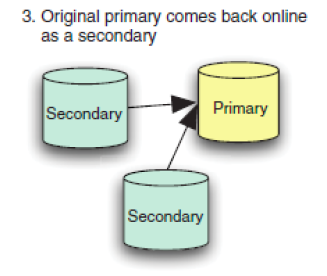 3. Original primary comes back online
as a secondary
Secondary
Primary
Secondary